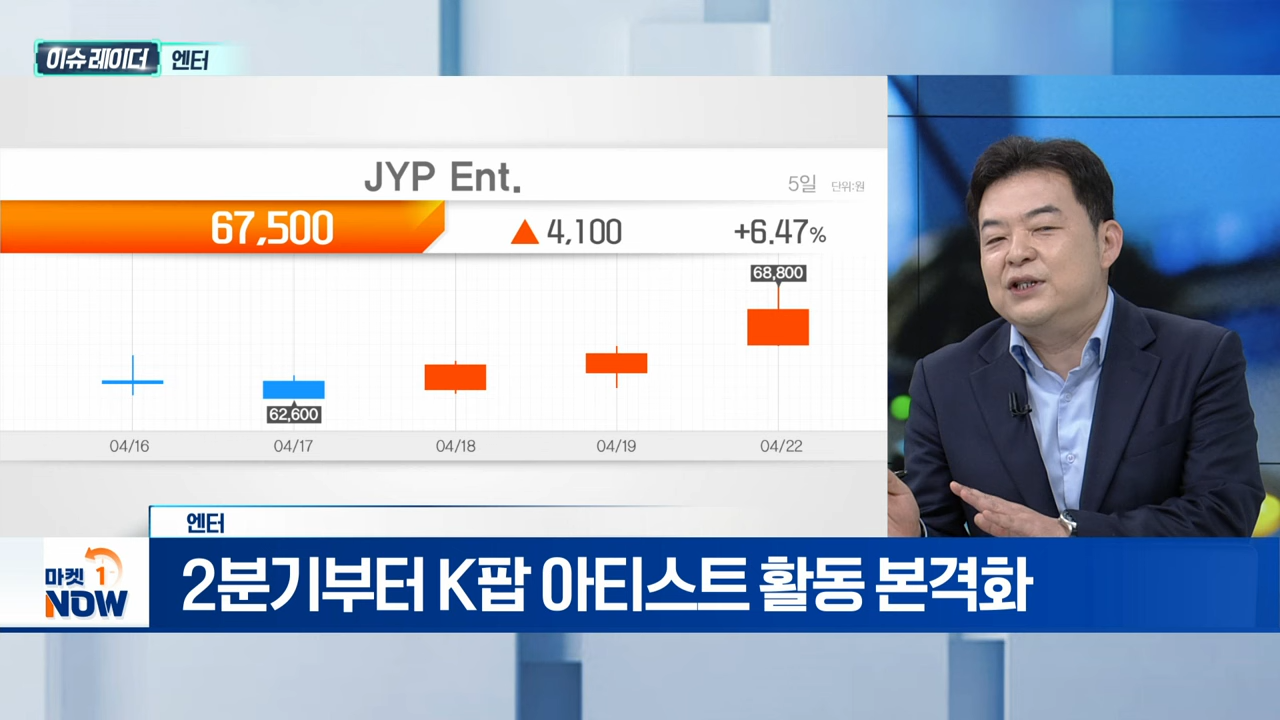 이슈 레이더 엔터
JYP Ent.
5일 단위:원
67,500 ▲ 4,100 +6.47%
68,800
62,600
04/16 04/17 04/18 04/19 04/22
엔터
마켓 1
NOW
2분기부터 K팝 아티스트 활동 본격화